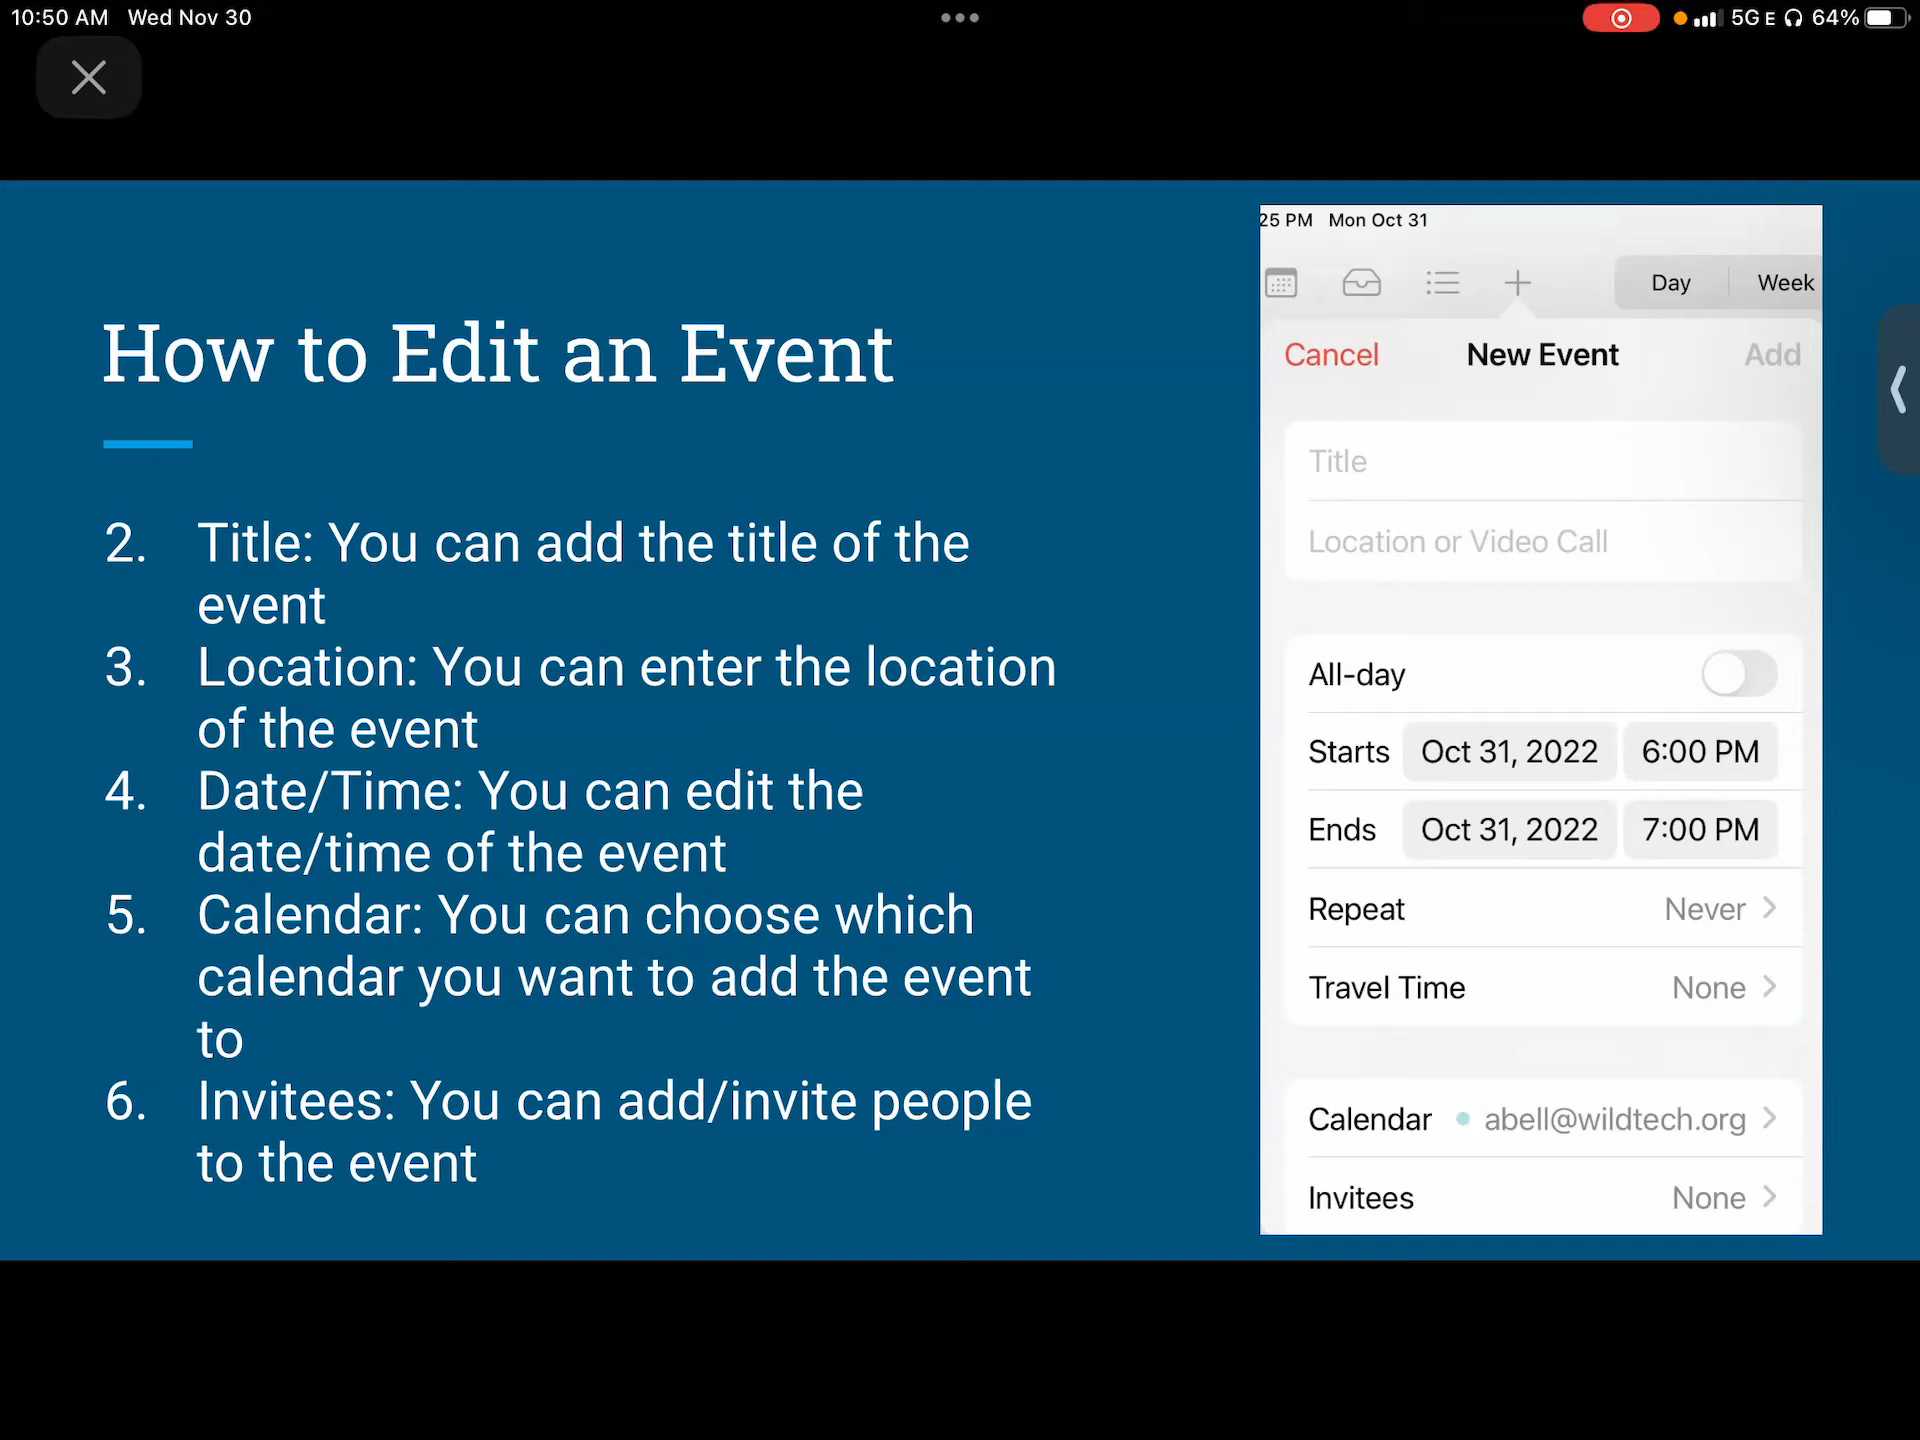 10:50 AM Wed Nov 30
5G E 64%
How to Edit an Event
2. Title: You can add the title of the
event
3. Location: You can enter the location
of the event
4. Date/Time: You can edit the
date/time of the event
5. Calendar: You can choose which
calendar you want to add the event
to
6. Invitees: You can add/invite people
to the event
25 PM Mon Oct 31
Day Week
Cancel New Event Add
Title
Location or Video Call
All-day
Starts Oct 31, 2022 6:00 PM
Ends Oct 31, 2022 7:00 PM
Repeat Never
Travel Time None
Calendar abell@wildtech.org
Invitees None